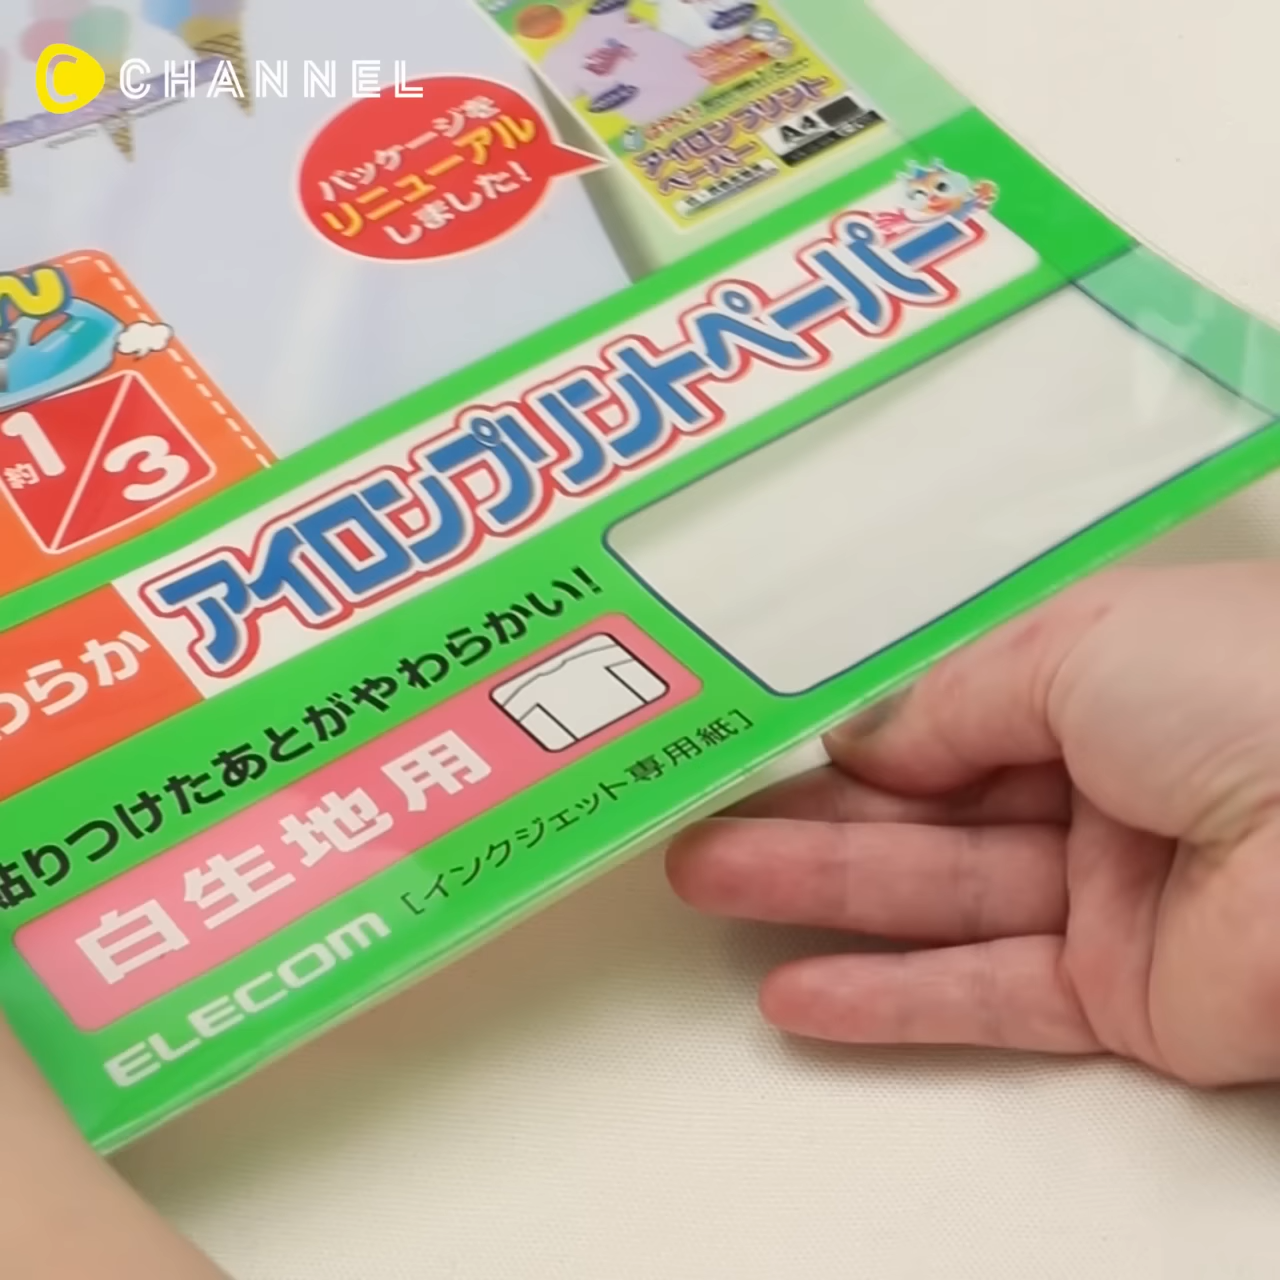 C CHANNEL
パッケージを
リニューアル
しました!
アイロンプリント
ペーパー
A4
約1/3
わらか
アイロンプリントペーパー
貼りつけたあとがやわらかい!
白生地用
ELECOM
[インクジェット専用紙]